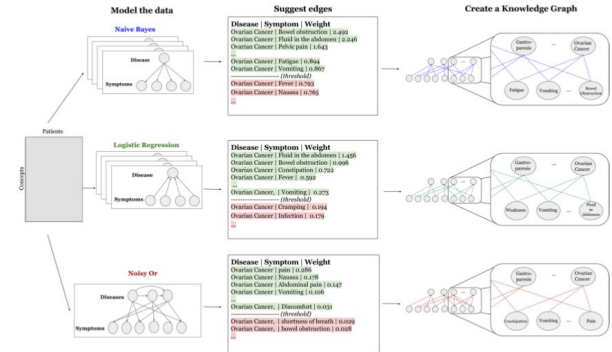 Model the data
Suggest edges
Create a Knowledge Graph
Naive Bayes
Disease
Symptoms
Disease | Symptom | Weight
Ovarian Cancer | Bowel obstruction | 2.492
Ovarian Cancer | Fluid in the abdomen | 2.246
Ovarian Cancer | Pelvic pain | 1.643
...
Ovarian Cancer | Fatigue | 0.894
Ovarian Cancer | Vomiting | 0.867
---------------------- (threshold)
Ovarian Cancer | Fever | 0.793
Ovarian Cancer | Nausea | 0.765
...
Gastro-
paresis
...
Ovarian
Cancer
Fatigue
Vomiting
...
Bowel
Obstruction
Patients
Concepts
Logistic Regression
Disease
Symptoms
Disease | Symptom | Weight
Ovarian Cancer | Fluid in the abdomen | 1.456
Ovarian Cancer | Bowel obstruction | 0.996
Ovarian Cancer | Constipation | 0.722
Ovarian Cancer | Fever | 0.592
...
Ovarian Cancer, | Vomiting | 0.273
---------------------- (threshold)
Ovarian Cancer | Cramping | 0.194
Ovarian Cancer | Infection | 0.179
...
Gastro-
paresis
...
Ovarian
Cancer
Weakness
Vomiting
...
Fluid
in
Abdomen
Noisy Or
Diseases
Symptoms
Disease | Symptom | Weight
Ovarian Cancer | pain | 0.286
Ovarian Cancer | Nausea | 0.178
Ovarian Cancer | Abdominal pain | 0.147
Ovarian Cancer | Vomiting | 0.106
...
Ovarian Cancer, | Discomfort | 0.031
---------------------- (threshold)
Ovarian Cancer, | shortness of breath | 0.029
Ovarian Cancer, | bowel obstruction | 0.028
...
Gastro-
paresis
...
Ovarian
Cancer
Constipation
Vomiting
...
Pain